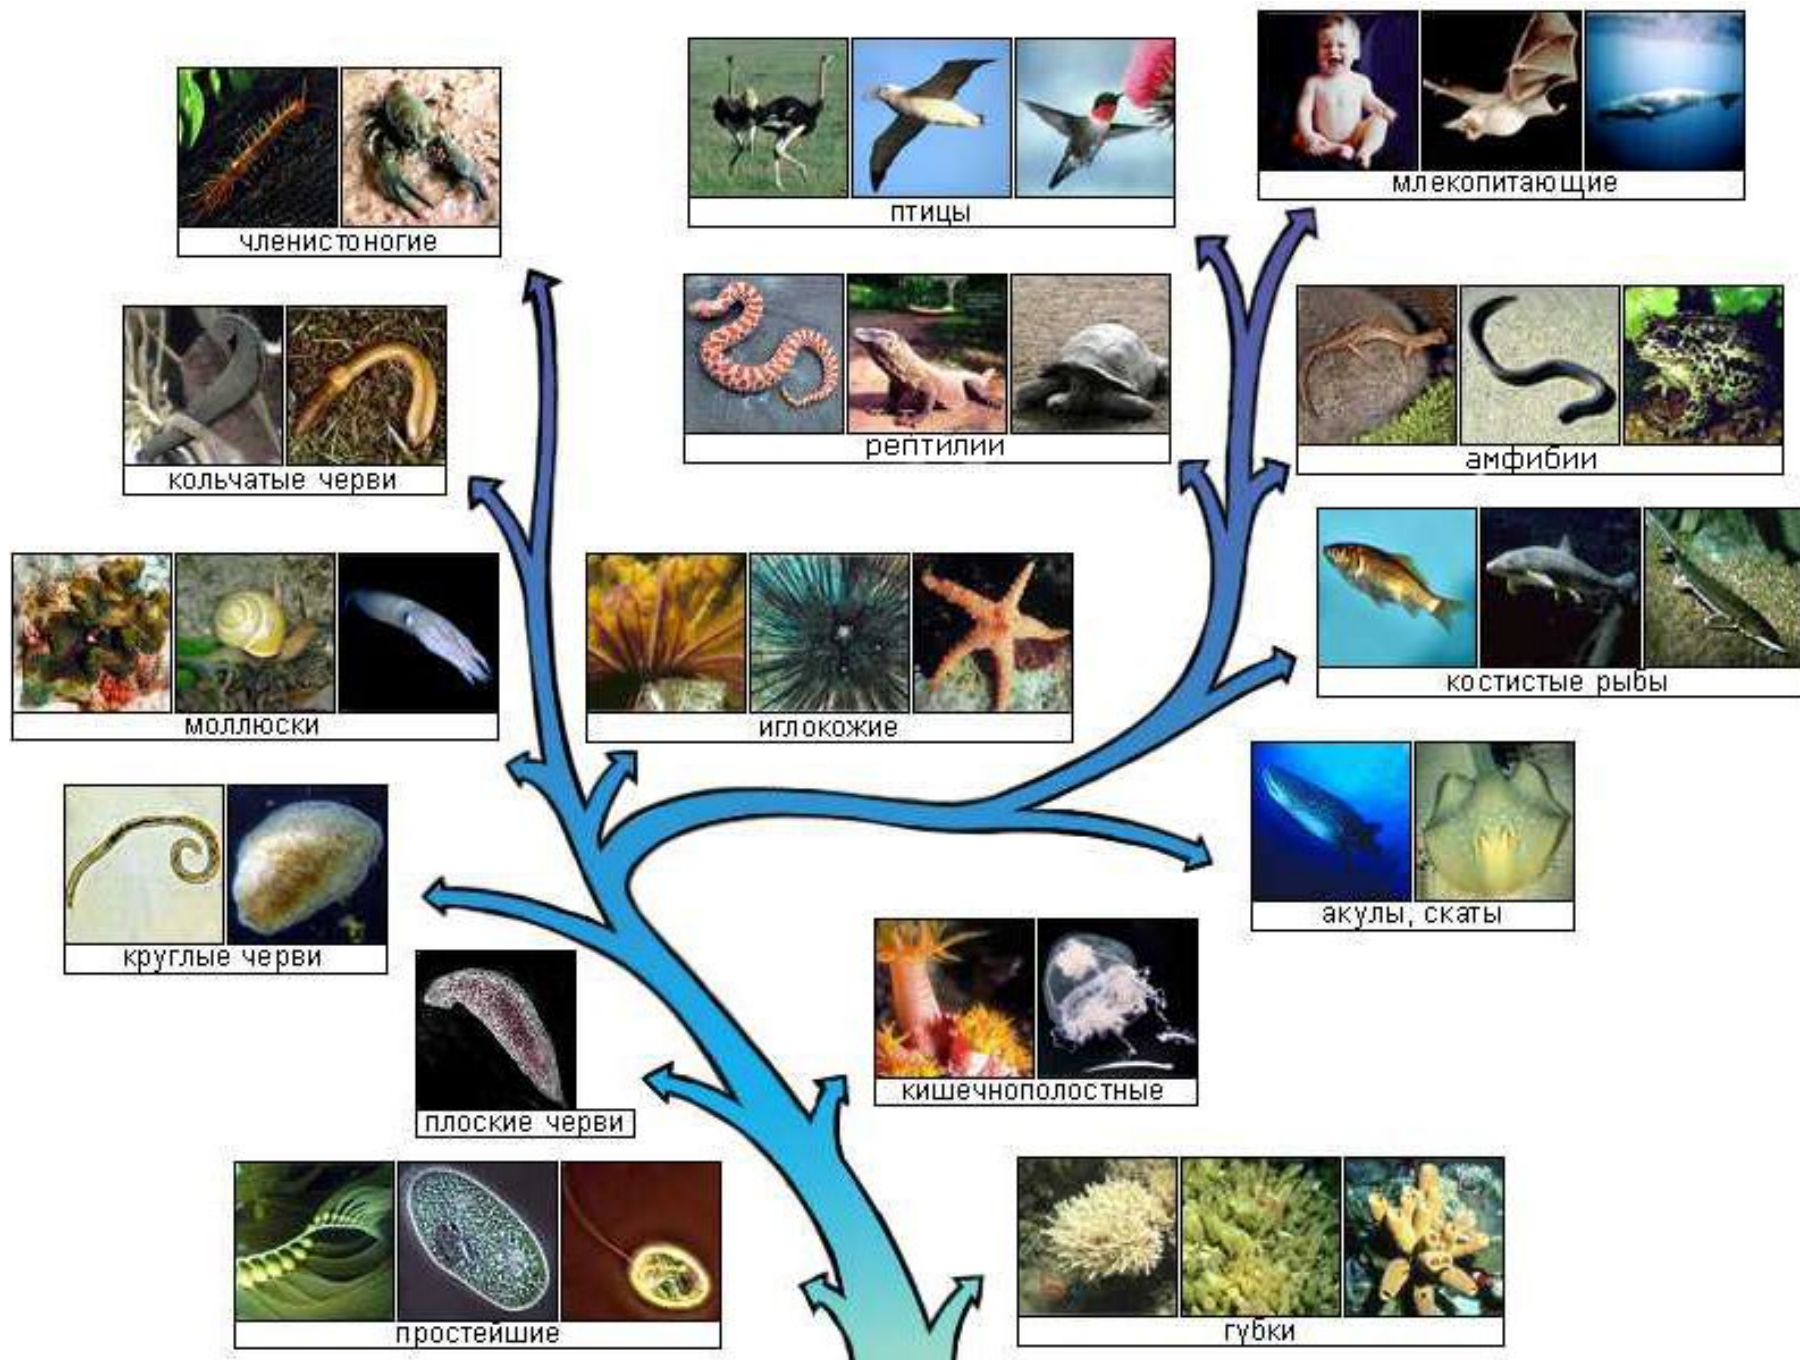 млекопитающие
птицы
членистоногие
рептилии
амфибии
кольчатые черви
костистые рыбы
моллюски
иглокожие
акулы, скаты
круглые черви
кишечнополостные
плоские черви
простейшие
губки